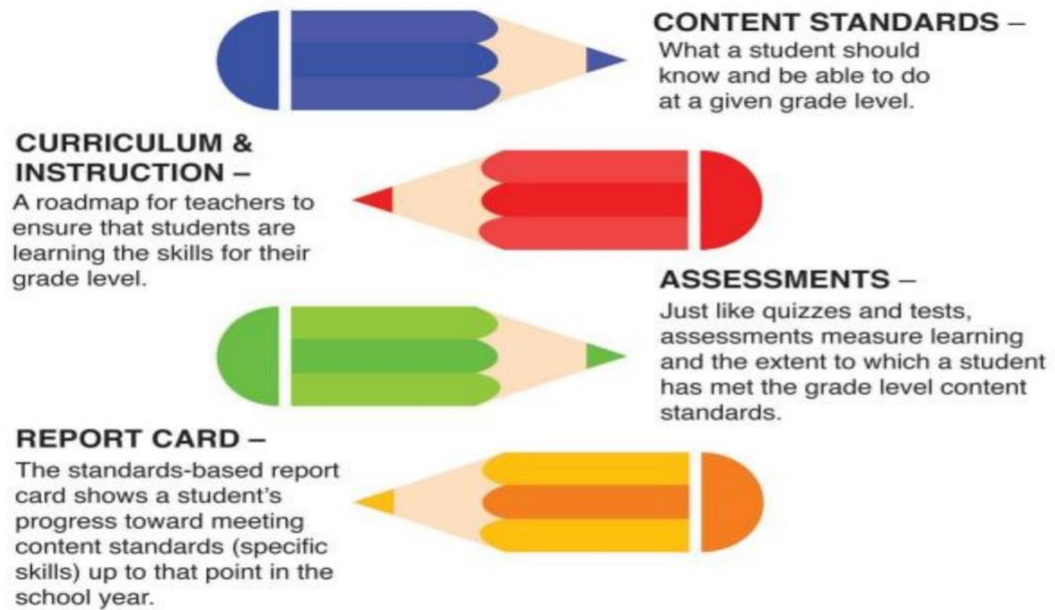 CONTENT STANDARDS –
What a student should
know and be able to do
at a given grade level.
CURRICULUM &
INSTRUCTION –
A roadmap for teachers to
ensure that students are
learning the skills for their
grade level.
ASSESSMENTS –
Just like quizzes and tests,
assessments measure learning
and the extent to which a student
has met the grade level content
standards.
REPORT CARD –
The standards-based report
card shows a student's
progress toward meeting
content standards (specific
skills) up to that point in the
school year.